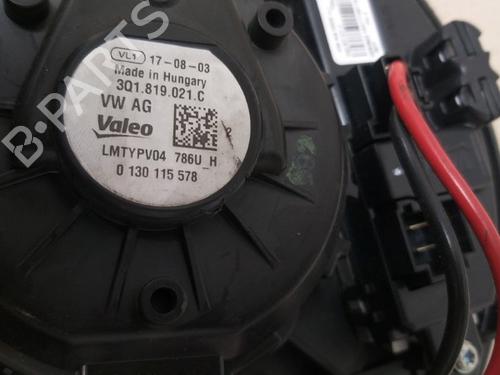 VL1 17-08-03
Made in Hungary
3Q1.819.021.C
VW AG
Valeo
LMTYPV04 786U_H
0 130 115 578
B-PARTS